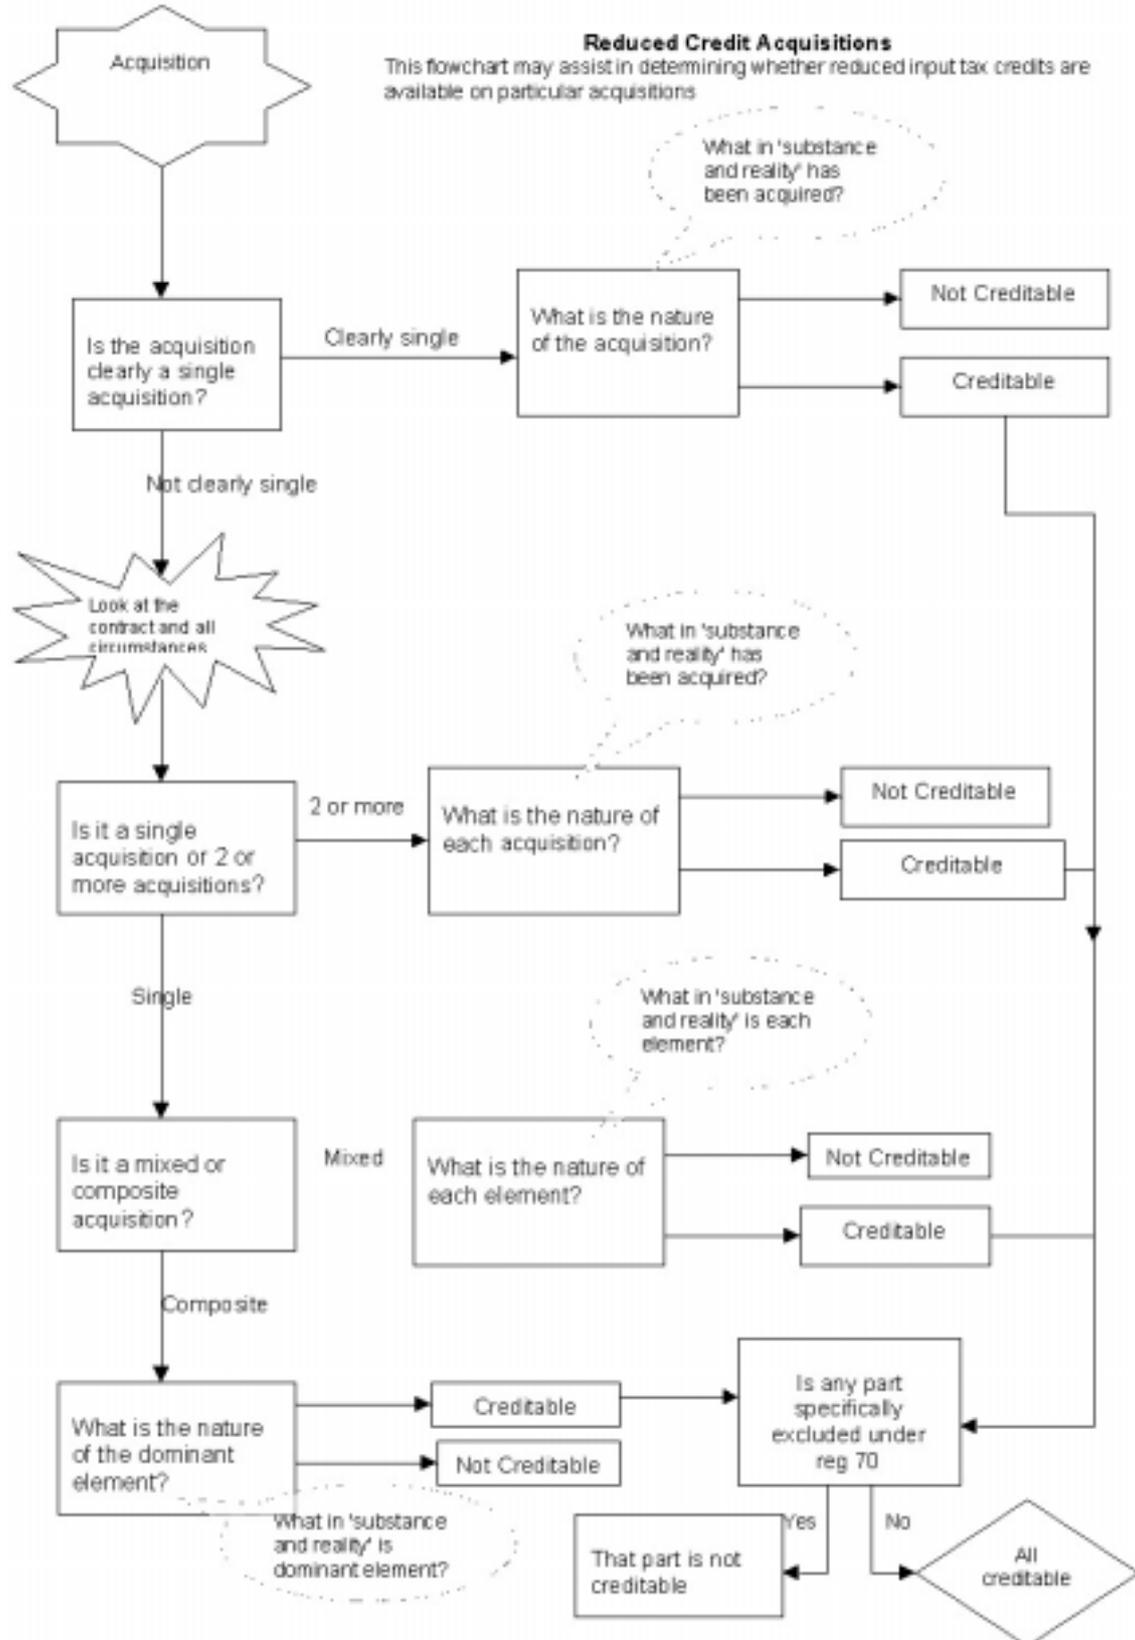 Acquisition
Reduced Credit Acquisitions
This flowchart may assist in determining whether reduced input tax credits are
available on particular acquisitions
What in 'substance
and reality' has
been acquired?
Is the acquisition
clearly a single
acquisition?
Clearly single
What is the nature
of the acquisition?
Not Creditable
Creditable
Not clearly single
Look at the
contract and all
circumstances
What in 'substance
and reality' has
been acquired?
Is it a single
acquisition or 2 or
more acquisitions?
2 or more
What is the nature of
each acquisition?
Not Creditable
Creditable
Single
What in 'substance
and reality' is each
element?
Is it a mixed or
composite
acquisition?
Mixed
What is the nature of
each element?
Not Creditable
Creditable
Composite
What is the nature
of the dominant
element?
Creditable
Not Creditable
Is any part
specifically
excluded under
reg 70
What in 'substance
and reality' is
dominant element?
Yes
No
That part is not
creditable
All
creditable